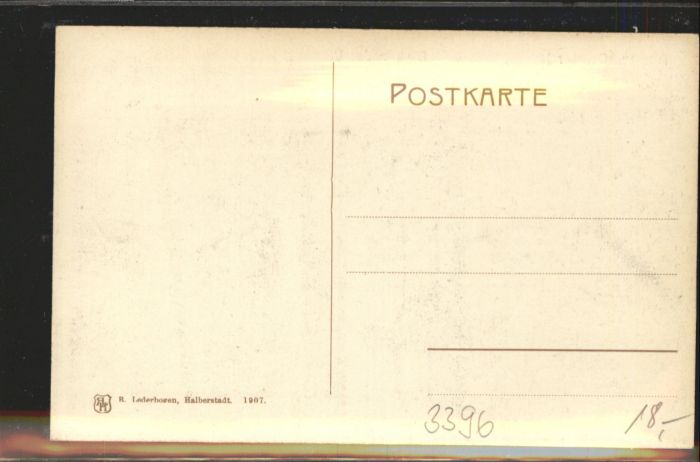 POSTKARTE
R. Lederbogen, Halberstadt. 1907.
3396
18,-